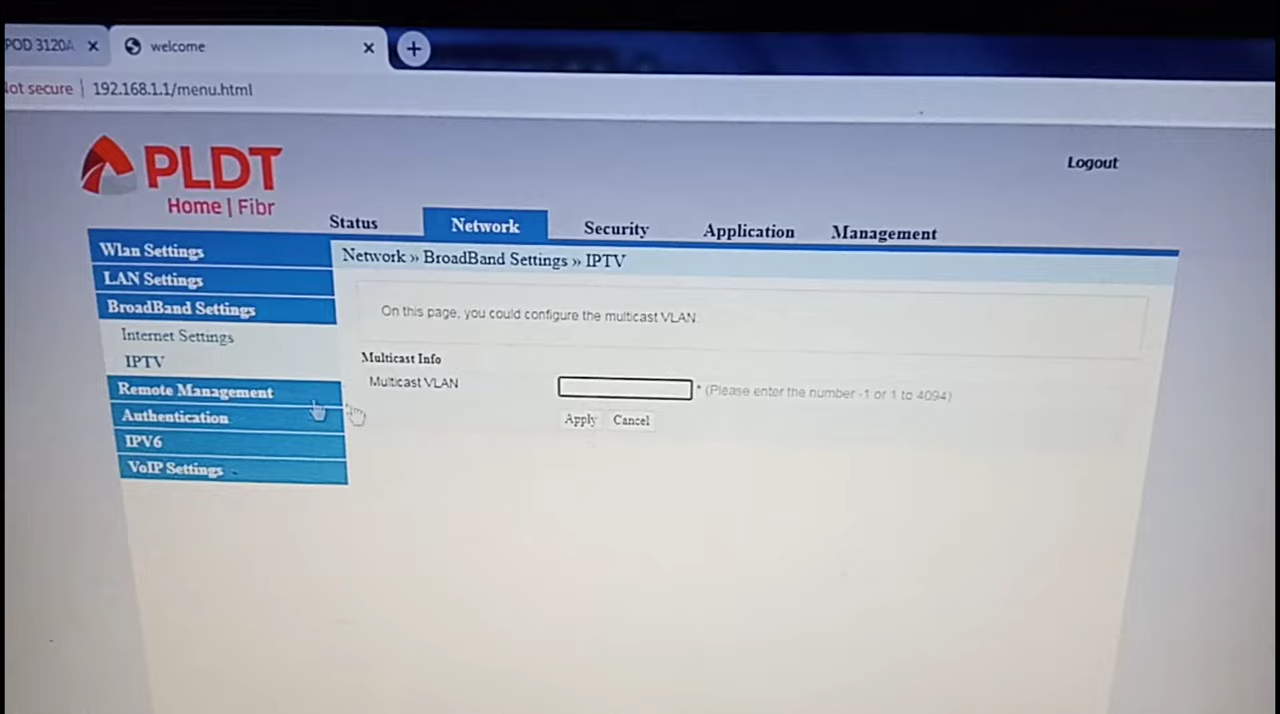 POD 3120A
welcome
Not secure | 192.168.1.1/menu.html
PLDT
Home | Fibr
Logout
Status Network Security Application Management
Wlan Settings
LAN Settings
BroadBand Settings
Internet Settings
IPTV
Remote Management
Authentication
IPV6
VoIP Settings
Network » BroadBand Settings » IPTV
On this page, you could configure the multicast VLAN.
Multicast Info
Multicast VLAN * (Please enter the number -1 or 1 to 4094)
Apply Cancel